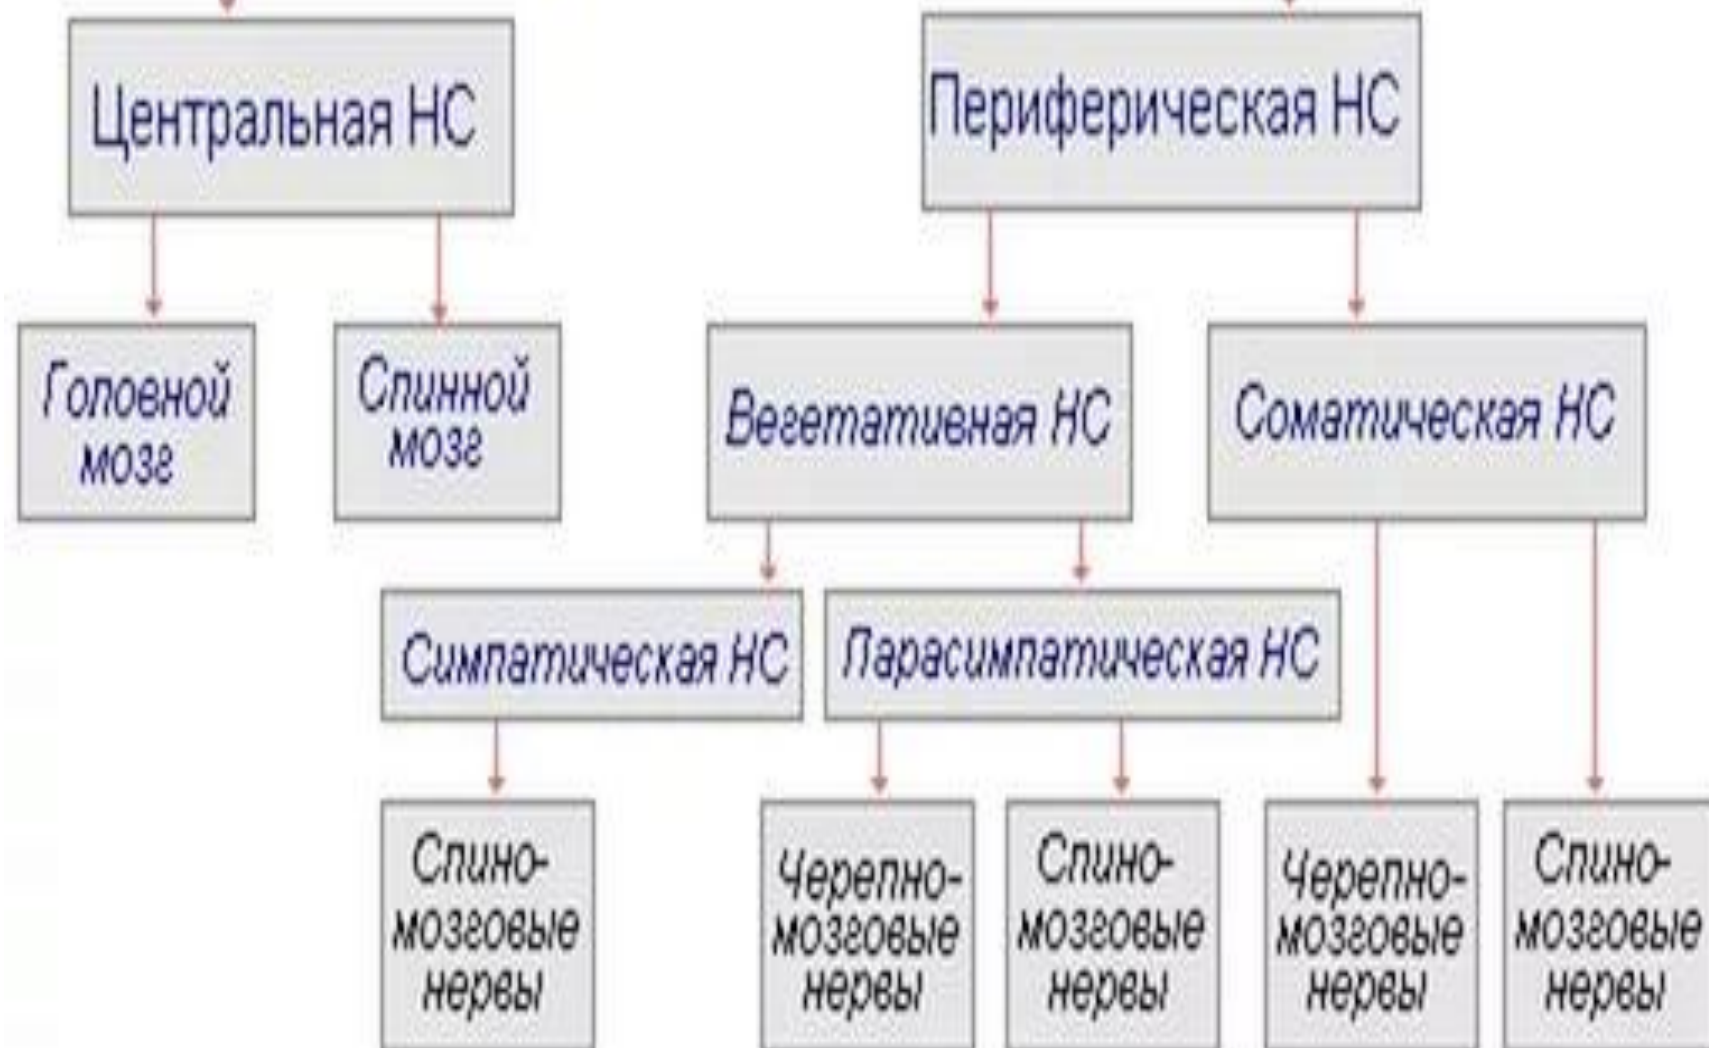 Центральная НС
Периферическая НС
Головной
мозг
Спинной
мозг
Вегетативная НС
Соматическая НС
Симпатическая НС
Парасимпатическая НС
Спино-
мозговые
нервы
Черепно-
мозговые
нервы
Спино-
мозговые
нервы
Черепно-
мозговые
нервы
Спино-
мозговые
нервы